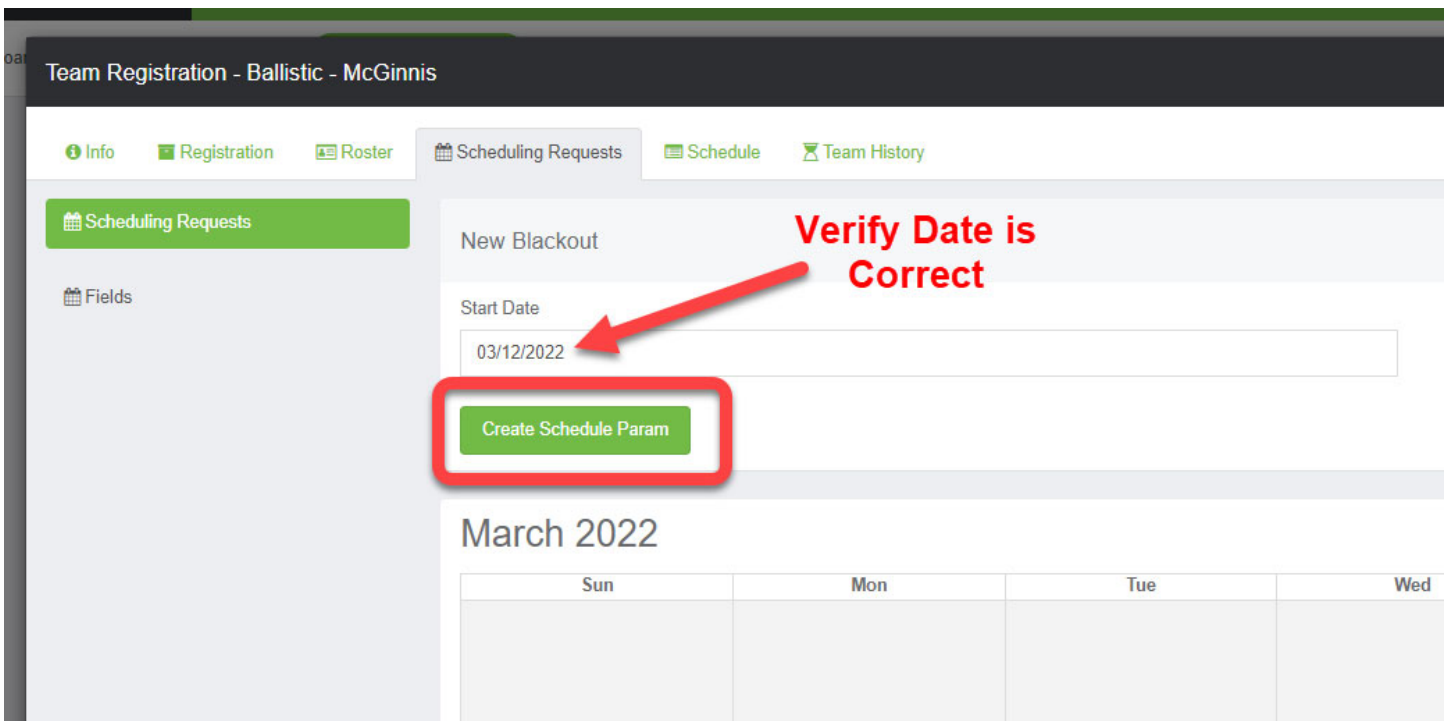 Team Registration - Ballistic - McGinnis
Info Registration Roster Scheduling Requests Schedule Team History
Scheduling Requests
Fields
New Blackout
Verify Date is
Correct
Start Date
03/12/2022
Create Schedule Param
March 2022
Sun Mon Tue Wed